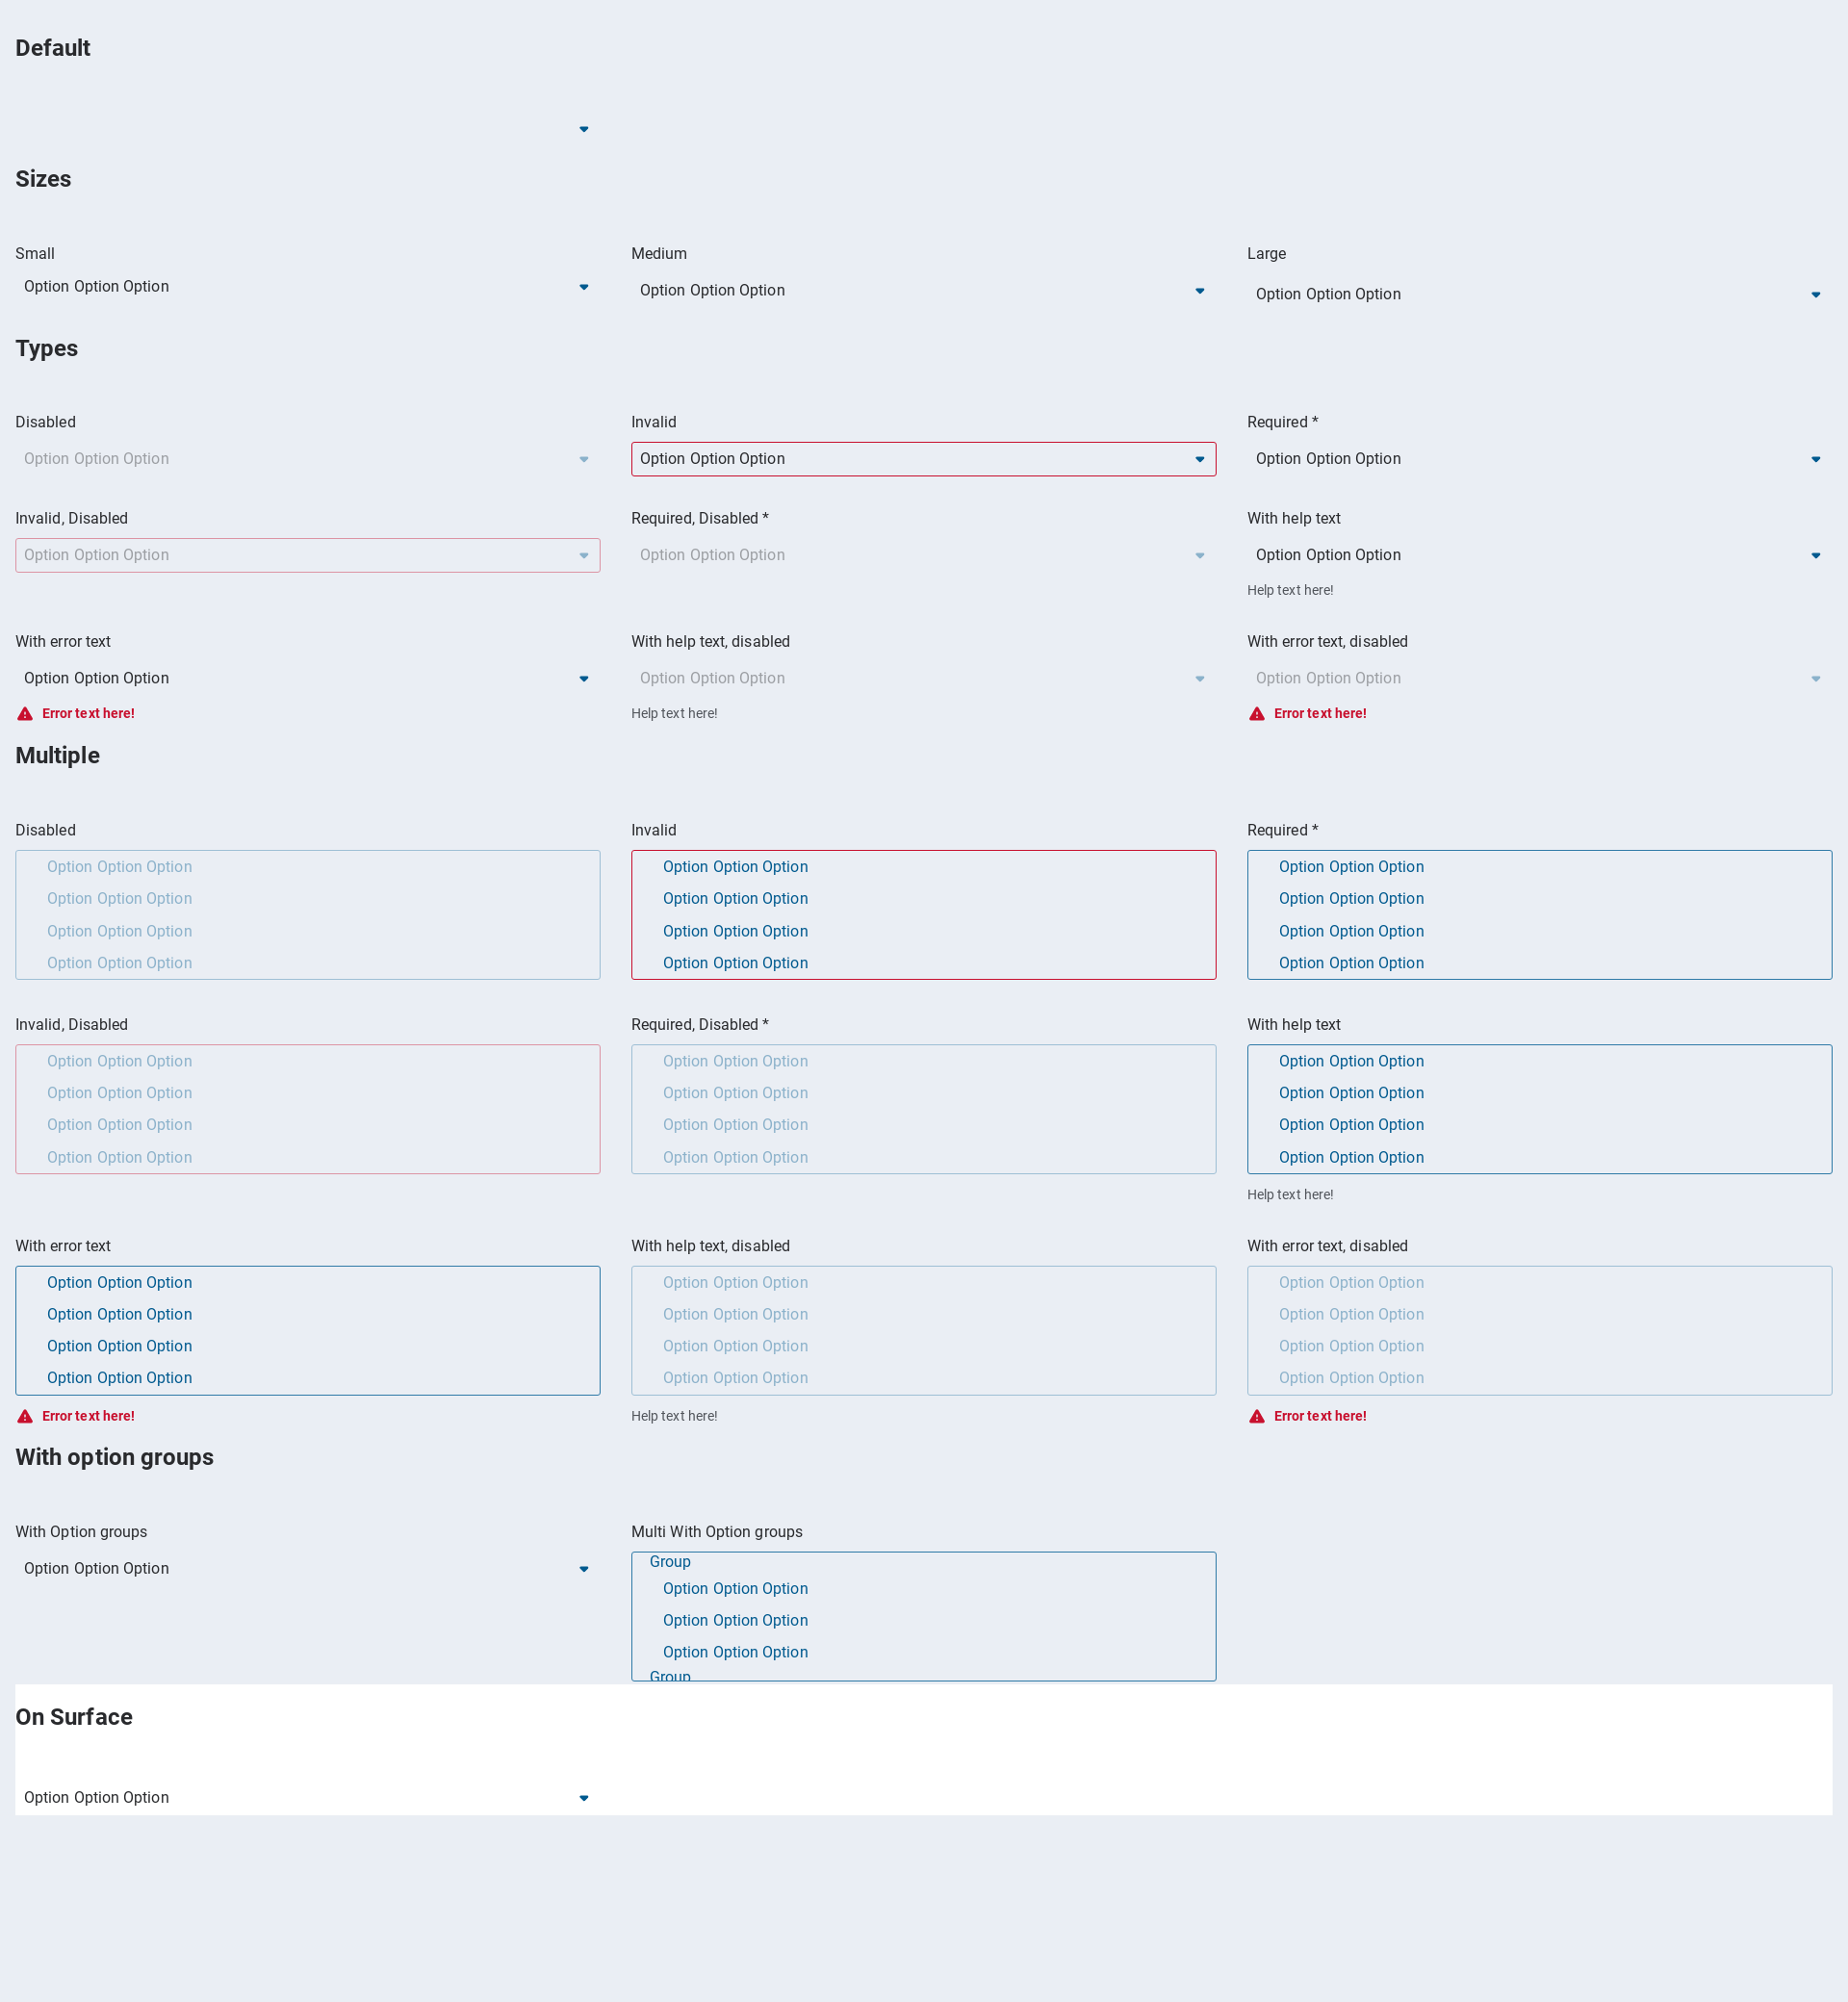 Default
Sizes
Small
Medium
Large
Option Option Option
Option Option Option
Option Option Option
Types
Disabled
Invalid
Required *
Option Option Option
Option Option Option
Option Option Option
Invalid, Disabled
Required, Disabled *
With help text
Option Option Option
Option Option Option
Option Option Option
Help text here!
With error text
With help text, disabled
With error text, disabled
Option Option Option
Option Option Option
Option Option Option
Error text here!
Help text here!
Error text here!
Multiple
Disabled
Option Option Option
Option Option Option
Option Option Option
Option Option Option
Invalid
Option Option Option
Option Option Option
Option Option Option
Option Option Option
Required *
Option Option Option
Option Option Option
Option Option Option
Option Option Option
Invalid, Disabled
Option Option Option
Option Option Option
Option Option Option
Option Option Option
Required, Disabled *
Option Option Option
Option Option Option
Option Option Option
Option Option Option
With help text
Option Option Option
Option Option Option
Option Option Option
Option Option Option
Help text here!
With error text
Option Option Option
Option Option Option
Option Option Option
Option Option Option
Error text here!
With help text, disabled
Option Option Option
Option Option Option
Option Option Option
Option Option Option
Help text here!
With error text, disabled
Option Option Option
Option Option Option
Option Option Option
Option Option Option
Error text here!
With option groups
With Option groups
Option Option Option
Multi With Option groups
Group
Option Option Option
Option Option Option
Option Option Option
Group
On Surface
Option Option Option